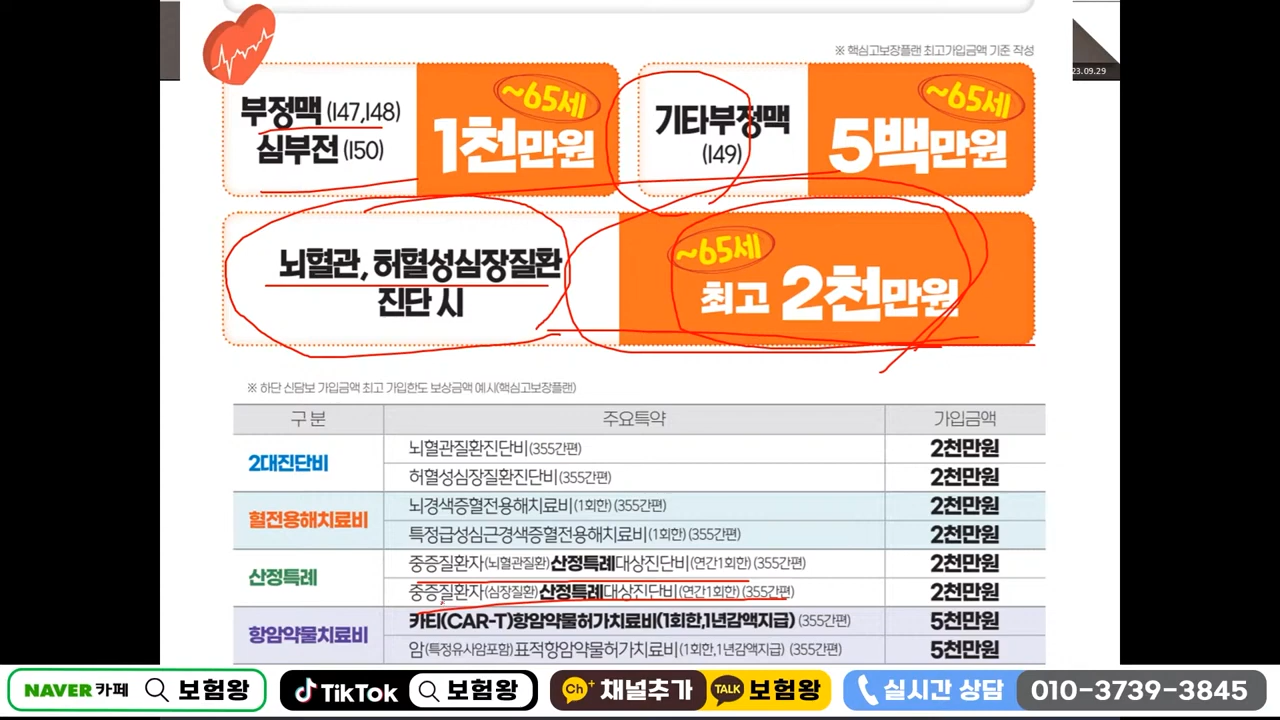 ※ 핵심고보장플랜 최고가입금액 기준 작성
23.09.29
부정맥 (I47,I48)
심부전 (I50)
~65세
1천만원
기타부정맥
(I49)
~65세
5백만원
뇌혈관, 허혈성심장질환
진단 시
~65세
최고 2천만원
※ 하단 신담보 가입금액 최고 가입한도 보상금액 예시(핵심고보장플랜)
구 분 주요특약 가입금액
2대진단비
뇌혈관질환진단비(355간편) 2천만원
허혈성심장질환진단비(355간편) 2천만원
혈전용해치료비
뇌경색증혈전용해치료비(1회한)(355간편) 2천만원
특정급성심근경색증혈전용해치료비(1회한)(355간편) 2천만원
산정특례
중증질환자(뇌혈관질환)산정특례대상진단비(연간1회한)(355간편) 2천만원
중증질환자(심장질환)산정특례대상진단비(연간1회한)(355간편) 2천만원
항암약물치료비
카티(CAR-T)항암약물허가치료비(1회한,1년감액지급) (355간편) 5천만원
암(특정유사암포함)표적항암약물허가치료비(1회한,1년감액지급) (355간편) 5천만원
NAVER 카페 보험왕
TikTok 보험왕
Ch+ 채널추가 TALK 보험왕
실시간 상담 010-3739-3845